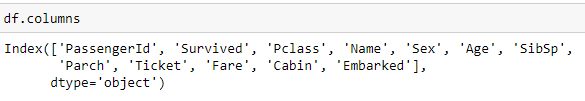 df.columns
Index(['PassengerId', 'Survived', 'Pclass', 'Name', 'Sex', 'Age', 'SibSp',
       'Parch', 'Ticket', 'Fare', 'Cabin', 'Embarked'],
      dtype='object')